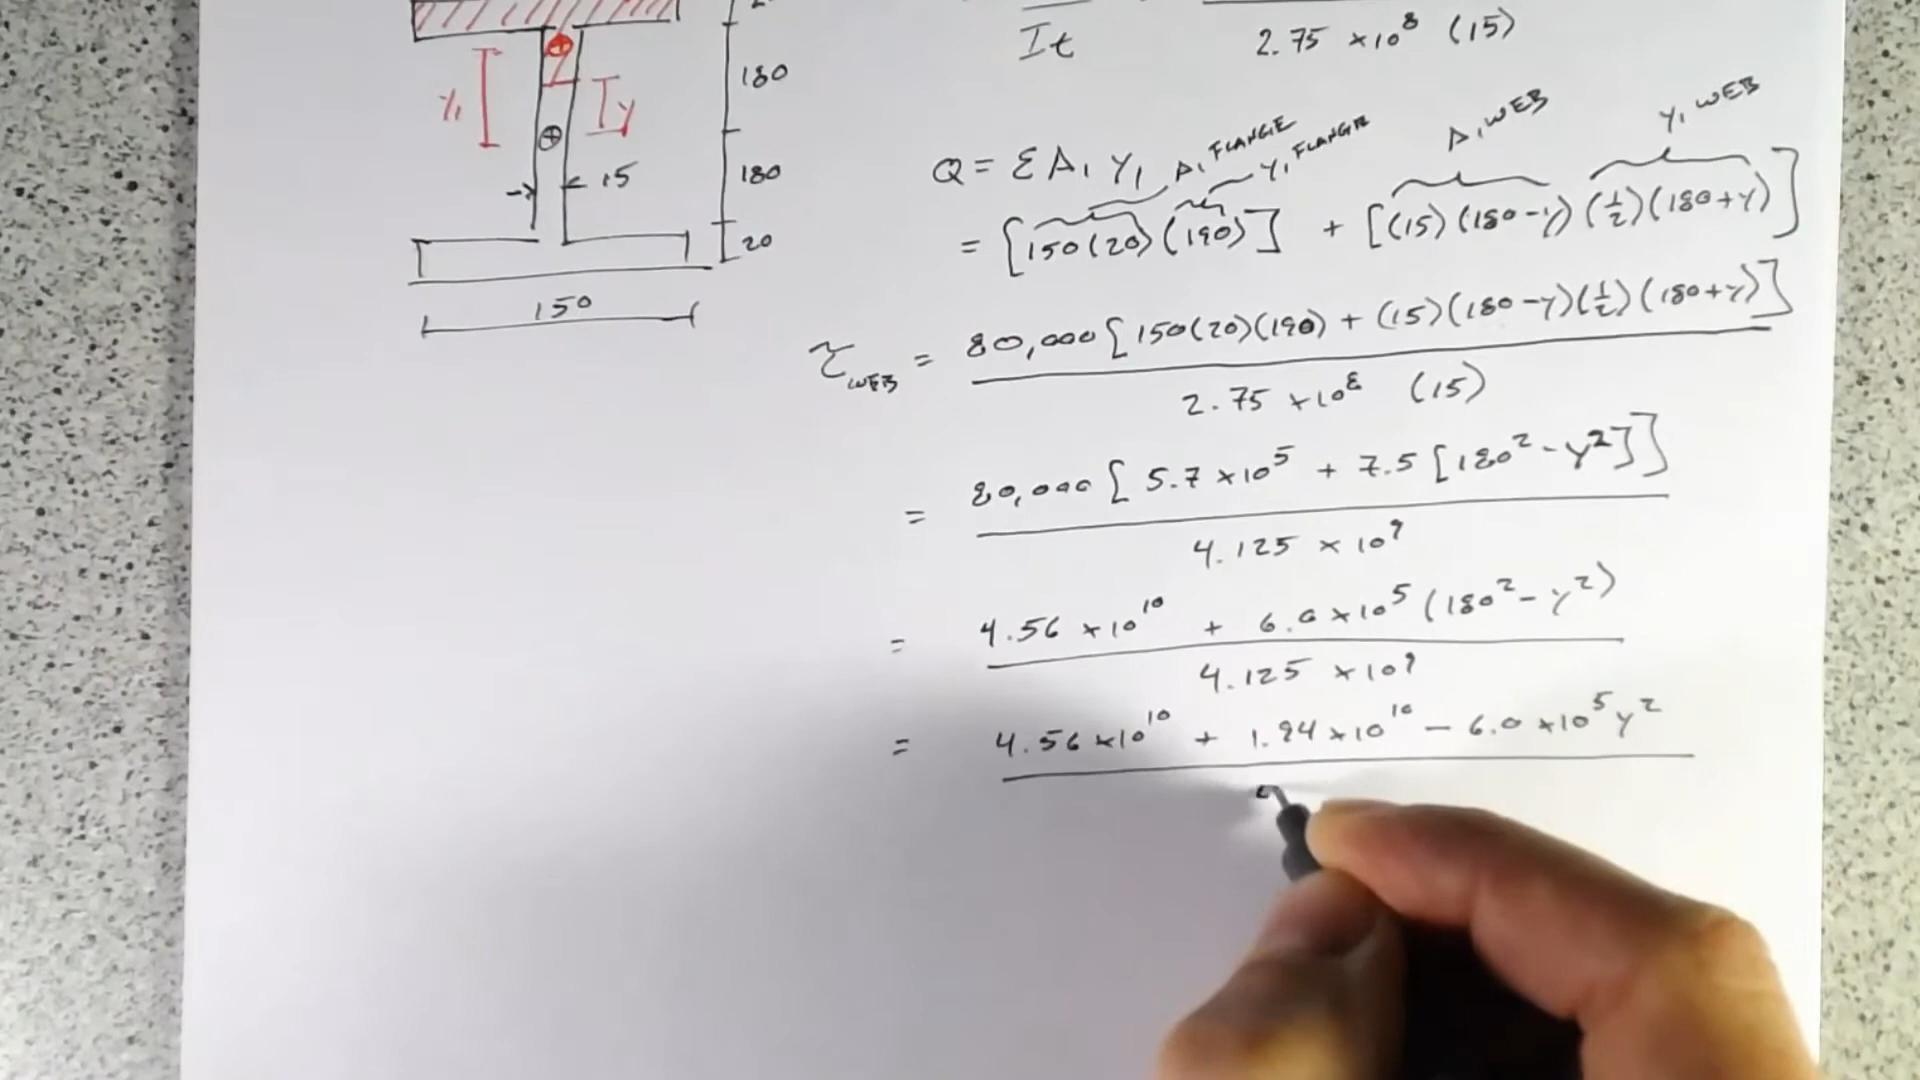 180
180
20
15
150
y₁
y
It
2.75 ×10⁸ (15)
Q = Σ A₁ Y₁
A₁ FLANGE
Y₁ FLANGE
A₁ WEB
Y₁ WEB
= [150(20)(190)] + [(15)(180-y)(1/2)(180+y)]
τ WEB = 80,000[150(20)(190) + (15)(180-y)(1/2)(180+y)]
2.75 ×10⁸ (15)
= 80,000 [5.7 ×10⁵ + 7.5 [180² - y²]]
4.125 ×10⁹
= 4.56 ×10¹⁰ + 6.0 ×10⁵ (180² - y²)
4.125 ×10⁹
= 4.56 ×10¹⁰ + 1.94 ×10¹⁰ - 6.0 ×10⁵ y²